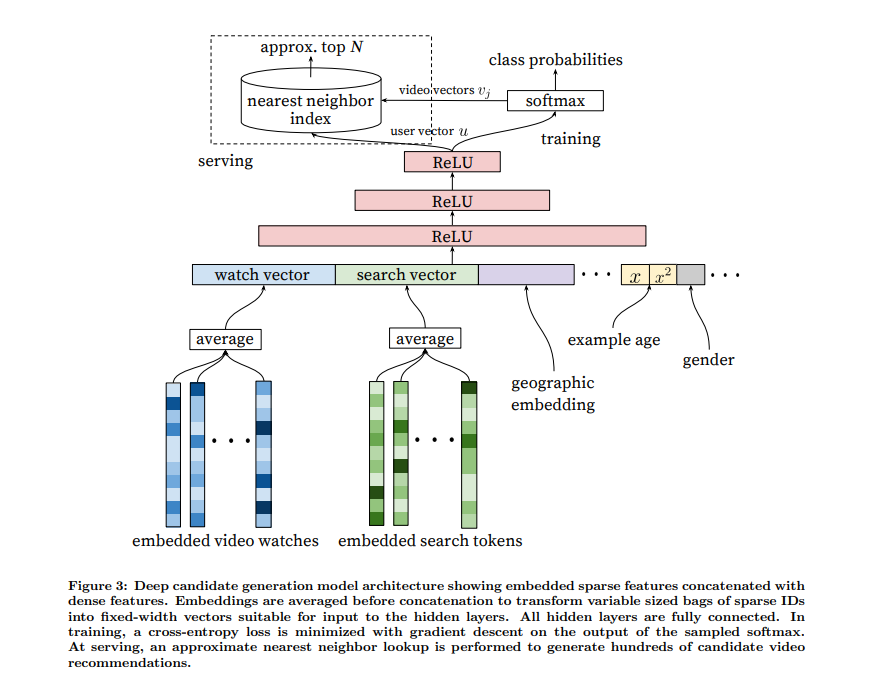 approx. top N
class probabilities
nearest neighbor
index
video vectors v_j
softmax
user vector u
training
serving
ReLU
ReLU
ReLU
watch vector
search vector
· · ·
x
x²
· · ·
average
average
example age
gender
geographic
embedding
· · ·
· · ·
embedded video watches
embedded search tokens
Figure 3: Deep candidate generation model architecture showing embedded sparse features concatenated with
dense features. Embeddings are averaged before concatenation to transform variable sized bags of sparse IDs
into fixed-width vectors suitable for input to the hidden layers. All hidden layers are fully connected. In
training, a cross-entropy loss is minimized with gradient descent on the output of the sampled softmax.
At serving, an approximate nearest neighbor lookup is performed to generate hundreds of candidate video
recommendations.